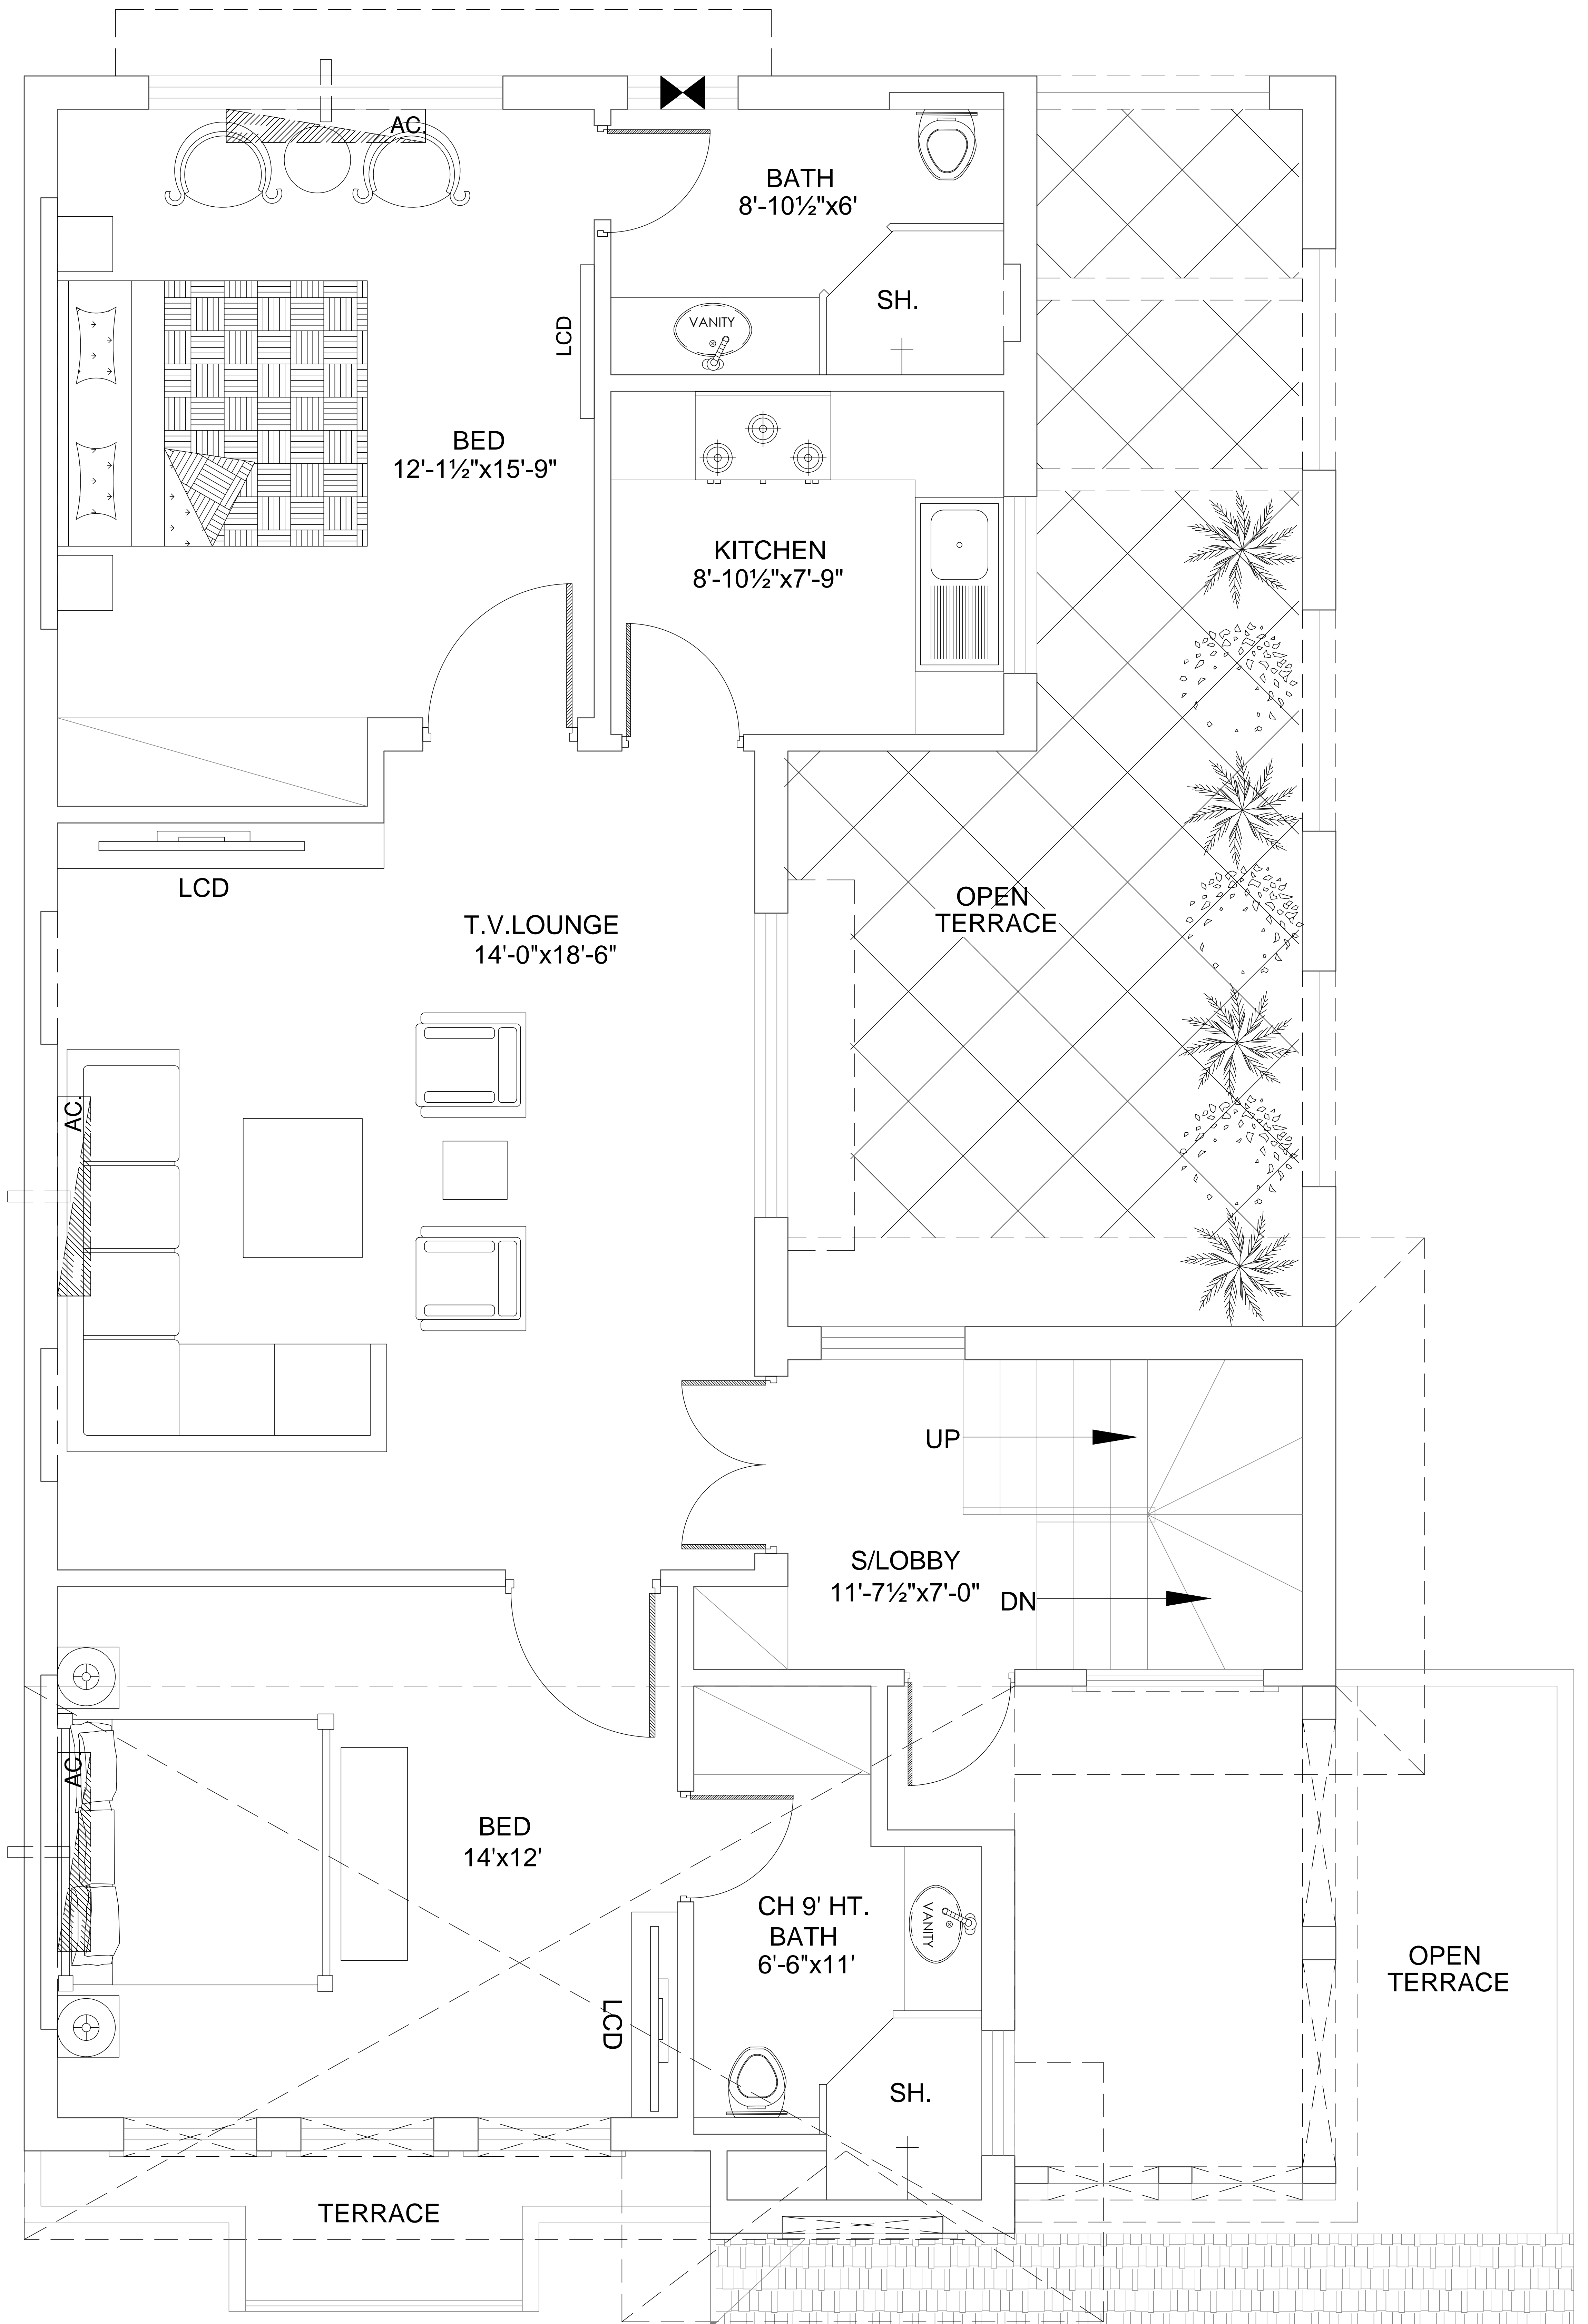 AC.
BATH
8'-10½"x6'
SH.
VANITY
LCD
BED
12'-1½"x15'-9"
KITCHEN
8'-10½"x7'-9"
LCD
T.V.LOUNGE
14'-0"x18'-6"
OPEN
TERRACE
AC.
UP
S/LOBBY
11'-7½"x7'-0"
DN
AC.
BED
14'x12'
CH 9' HT.
BATH
6'-6"x11'
VANITY
OPEN
TERRACE
LCD
SH.
TERRACE